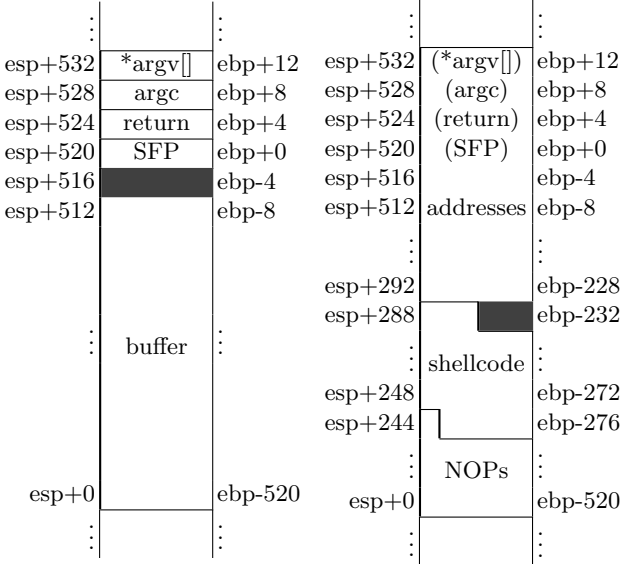 esp+532 *argv[] ebp+12
esp+528 argc ebp+8
esp+524 return ebp+4
esp+520 SFP ebp+0
esp+516 ebp-4
esp+512 ebp-8
buffer
esp+0 ebp-520
esp+532 (*argv[]) ebp+12
esp+528 (argc) ebp+8
esp+524 (return) ebp+4
esp+520 (SFP) ebp+0
esp+516 ebp-4
esp+512 addresses ebp-8
esp+292 ebp-228
esp+288 ebp-232
shellcode
esp+248 ebp-272
esp+244 ebp-276
NOPs
esp+0 ebp-520